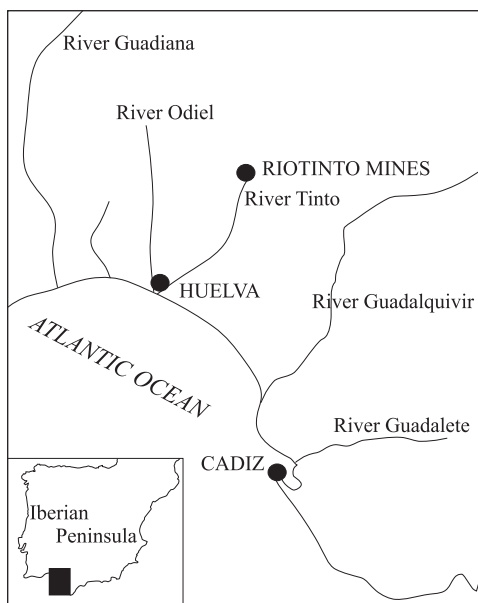 River Guadiana
River Odiel
RIOTINTO MINES
River Tinto
HUELVA
River Guadalquivir
ATLANTIC OCEAN
River Guadalete
CADIZ
Iberian
Peninsula